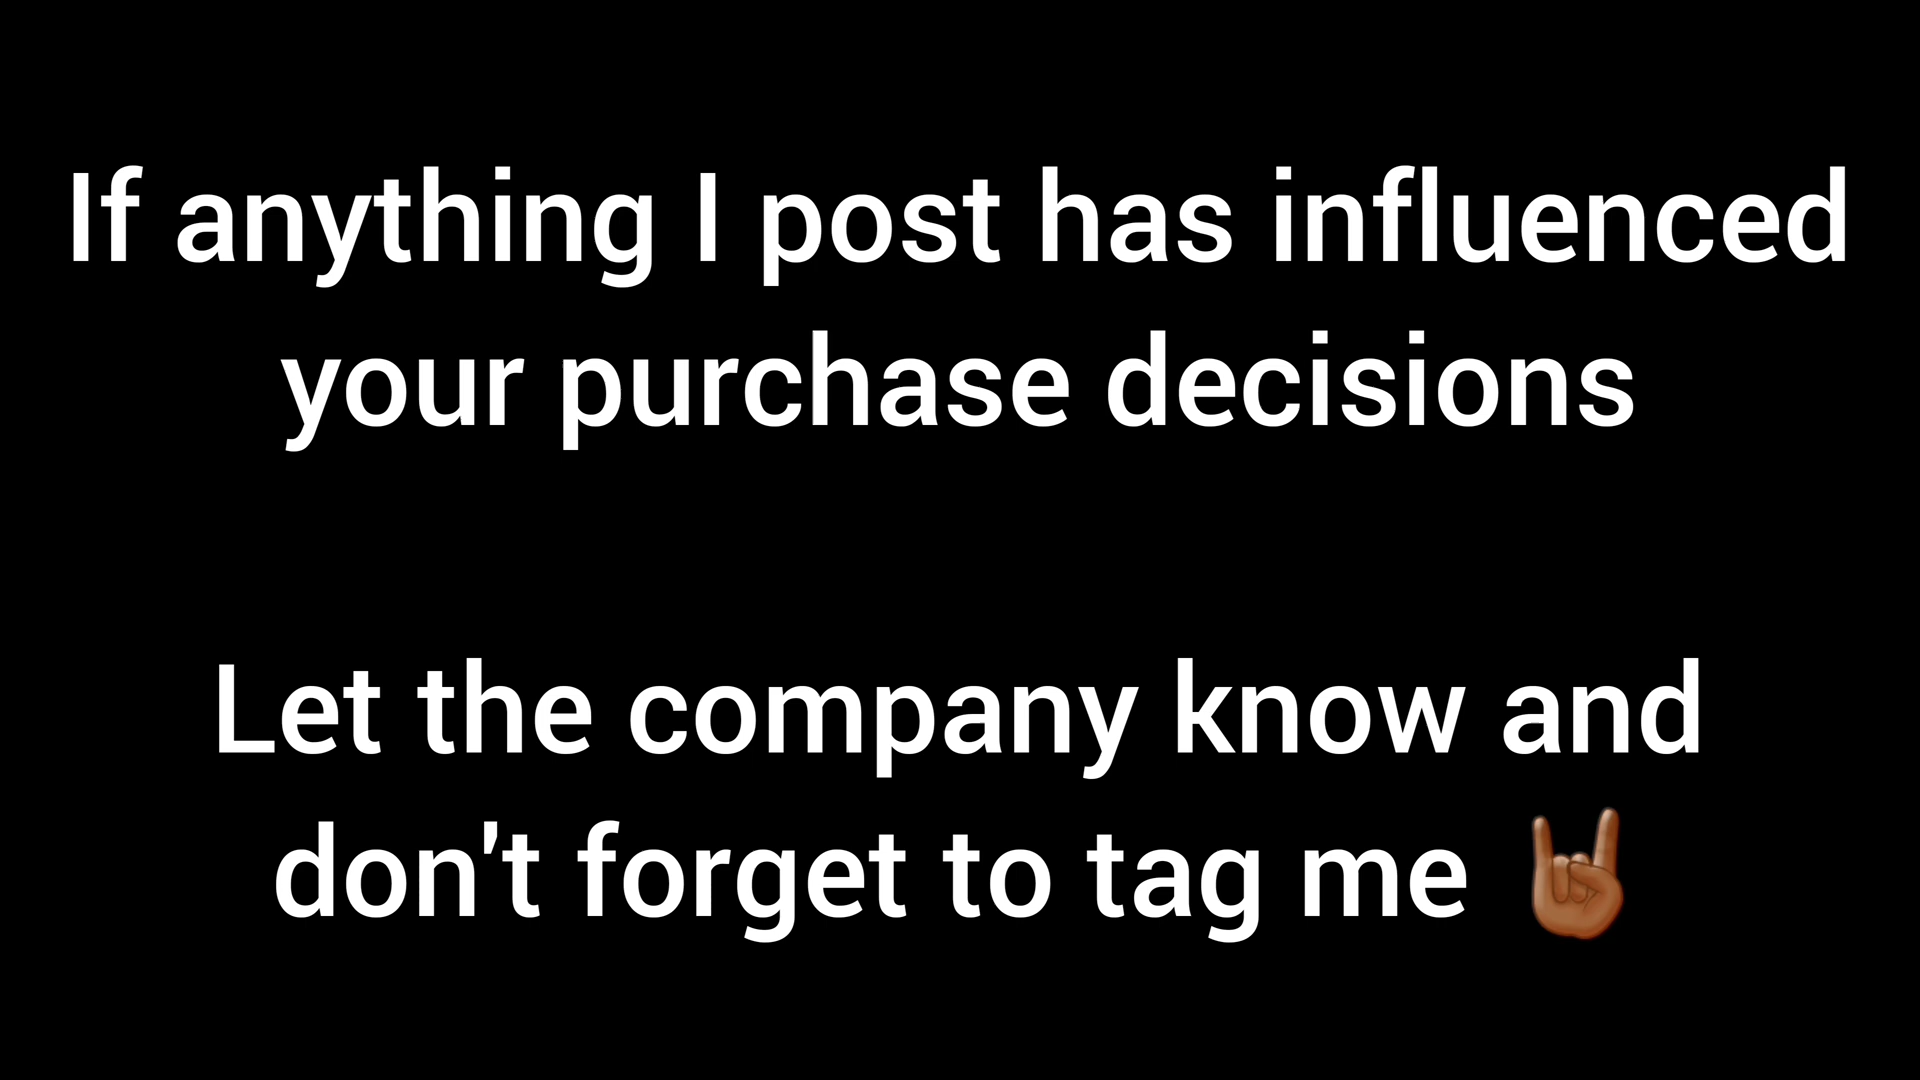 If anything I post has influenced
your purchase decisions
Let the company know and
don't forget to tag me 🤘🏾